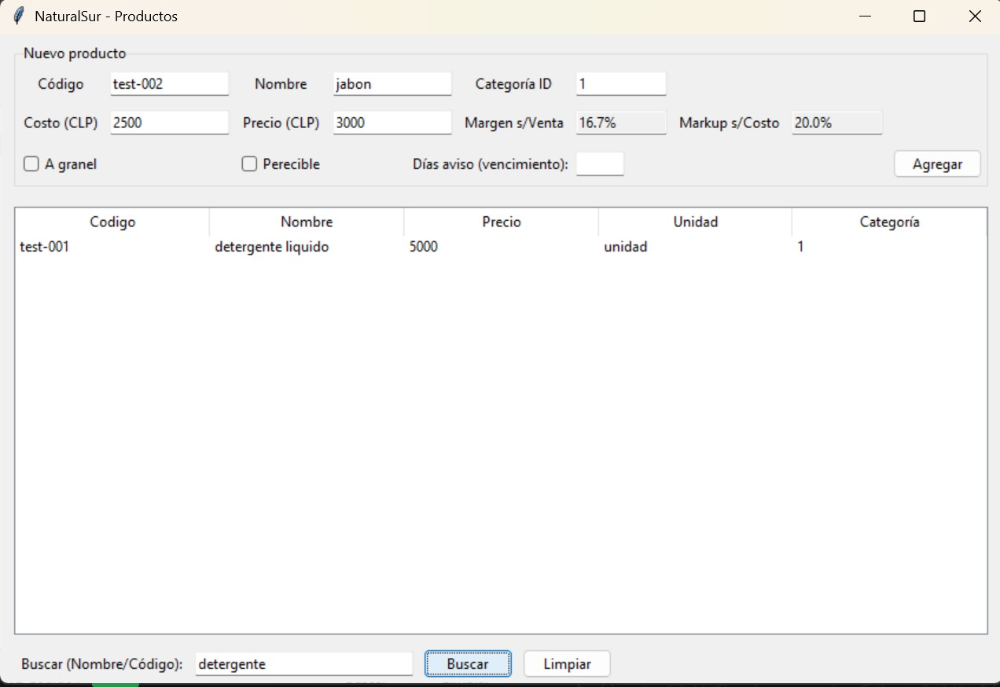 NaturalSur - Productos
Nuevo producto
Código test-002 Nombre jabon Categoría ID 1
Costo (CLP) 2500 Precio (CLP) 3000 Margen s/Venta 16.7% Markup s/Costo 20.0%
A granel Perecible Días aviso (vencimiento): Agregar
Codigo Nombre Precio Unidad Categoría
test-001 detergente liquido 5000 unidad 1
Buscar (Nombre/Código): detergente Buscar Limpiar